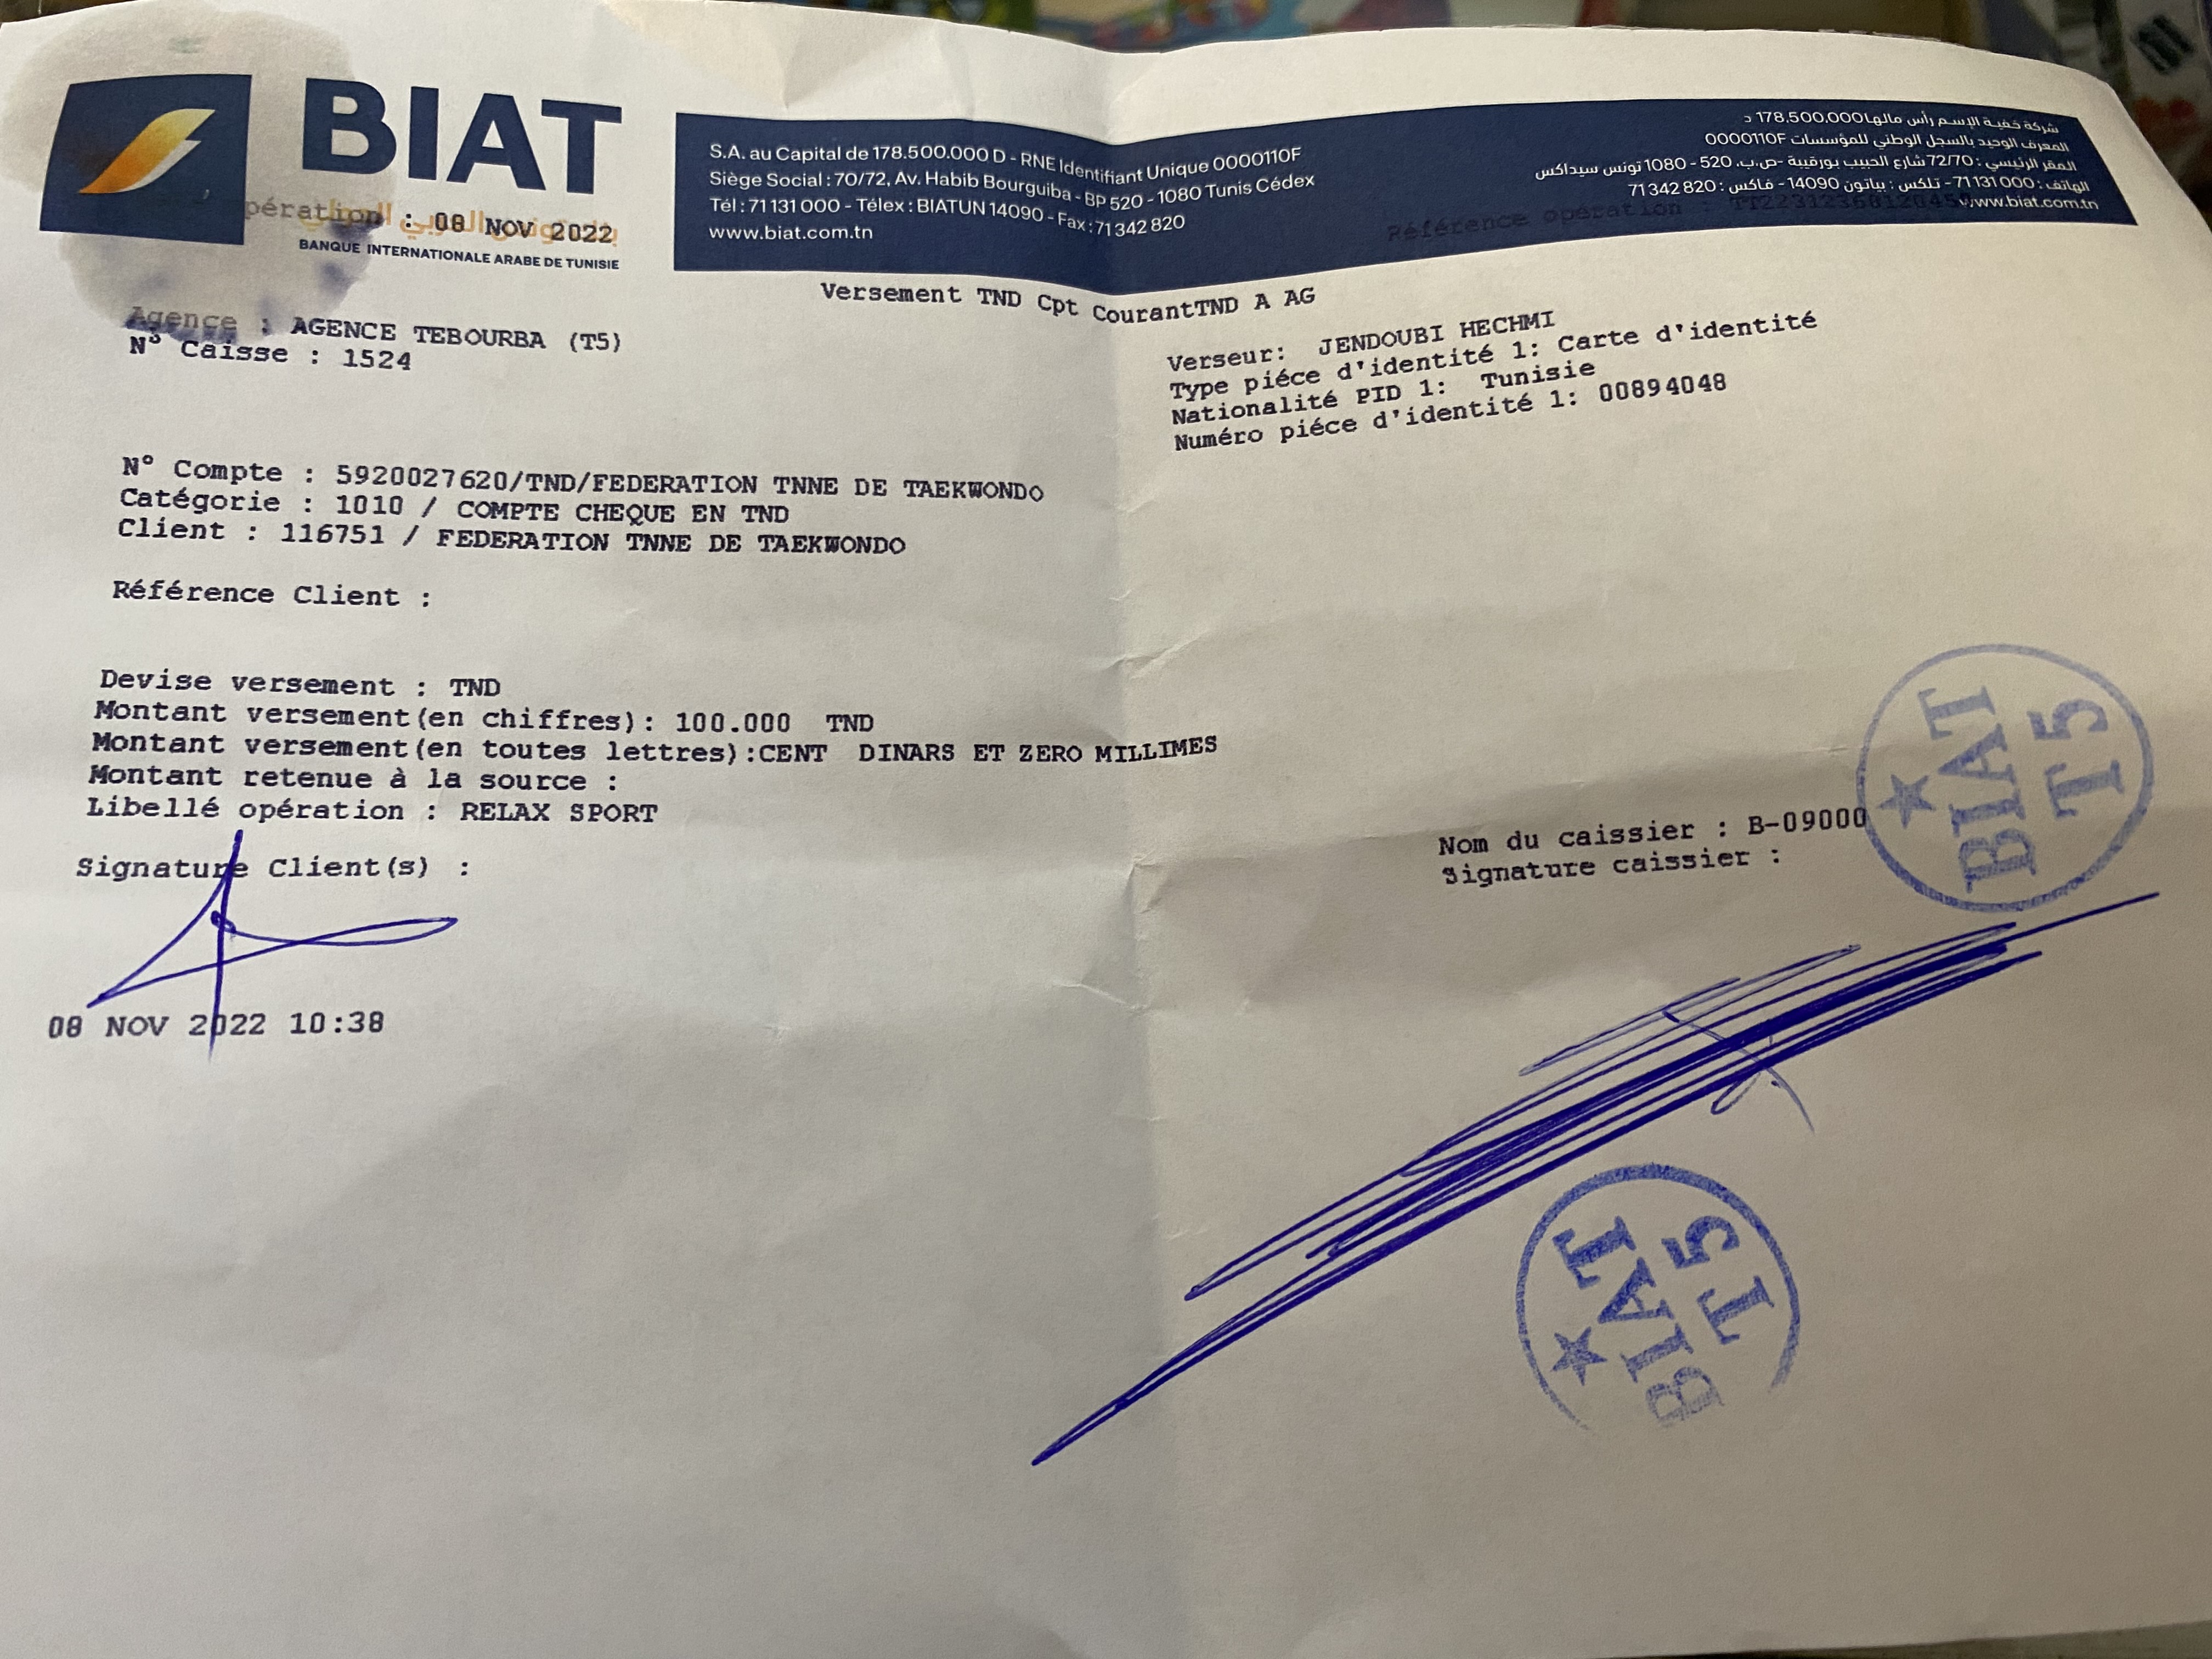 BIAT
BANQUE INTERNATIONALE ARABE DE TUNISIE
S.A. au Capital de 178.500.000 D - RNE Identifiant Unique 0000110F
Siège Social : 70/72, Av. Habib Bourguiba - BP 520 - 1080 Tunis Cédex
Tél : 71 131 000 - Télex : BIATUN 14090 - Fax : 71 342 820
www.biat.com.tn
شركة خفية الإسم رأس مالها 178.500.000 د
المعرف الوحيد بالسجل الوطني للمؤسسات 0000110F
المقر الرئيسي : 72/70 شارع الحبيب بورقيبة -ص.ب. 520 - 1080 تونس سيداكس
الهاتف : 71 131 000 - تلكس : بياتون 14090 - فاكس : 71 342 820
www.biat.com.tn
pération : 08 NOV 2022
Référence opération :
Versement TND Cpt CourantTND A AG
Agence : AGENCE TEBOURBA (T5)
N° Caisse : 1524
Verseur: JENDOUBI HECHMI
Type piéce d'identité 1: Carte d'identité
Nationalité PID 1: Tunisie
Numéro piéce d'identité 1: 00894048
N° Compte : 5920027620/TND/FEDERATION TNNE DE TAEKWONDO
Catégorie : 1010 / COMPTE CHEQUE EN TND
Client : 116751 / FEDERATION TNNE DE TAEKWONDO
Référence Client :
Devise versement : TND
Montant versement(en chiffres): 100.000 TND
Montant versement(en toutes lettres):CENT DINARS ET ZERO MILLIMES
Montant retenue à la source :
Libellé opération : RELAX SPORT
Nom du caissier : B-09000
Signature caissier :
Signature Client(s) :
08 NOV 2022 10:38
BIAT
T5
BIAT
T5